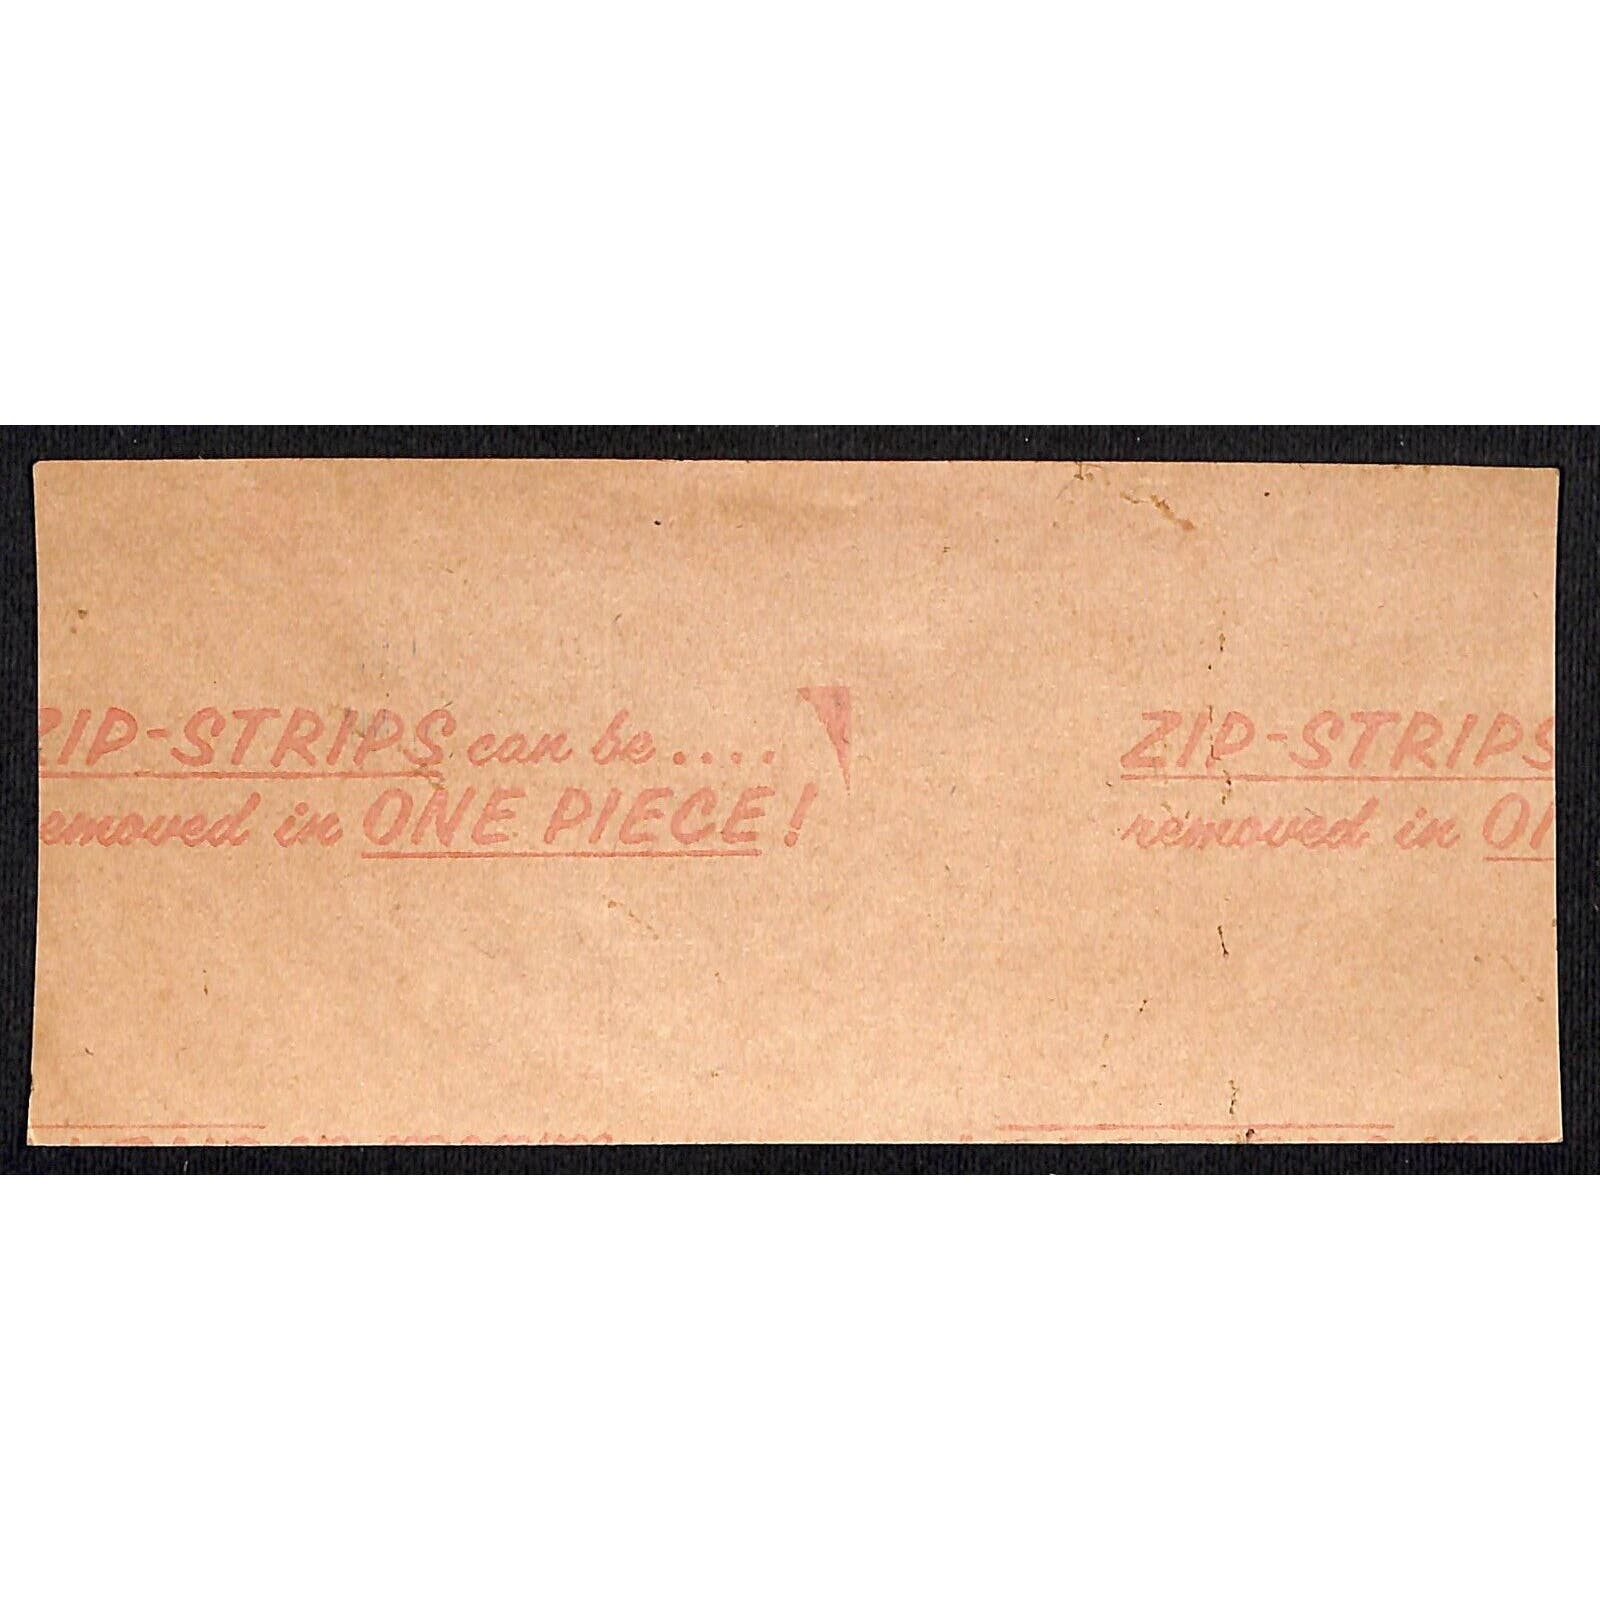 ZIP-STRIPS can be.... ZIP-STRIPS
removed in ONE PIECE! removed in